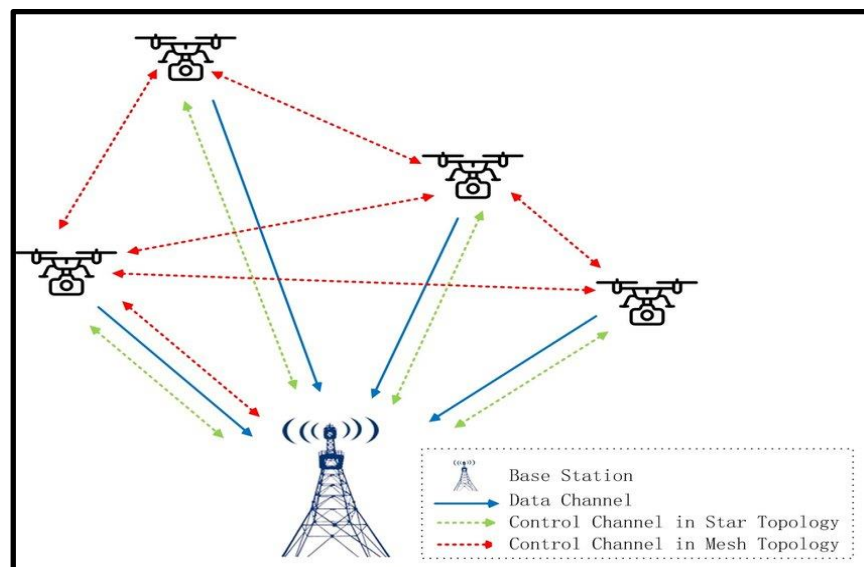 Base Station
Data Channel
Control Channel in Star Topology
Control Channel in Mesh Topology